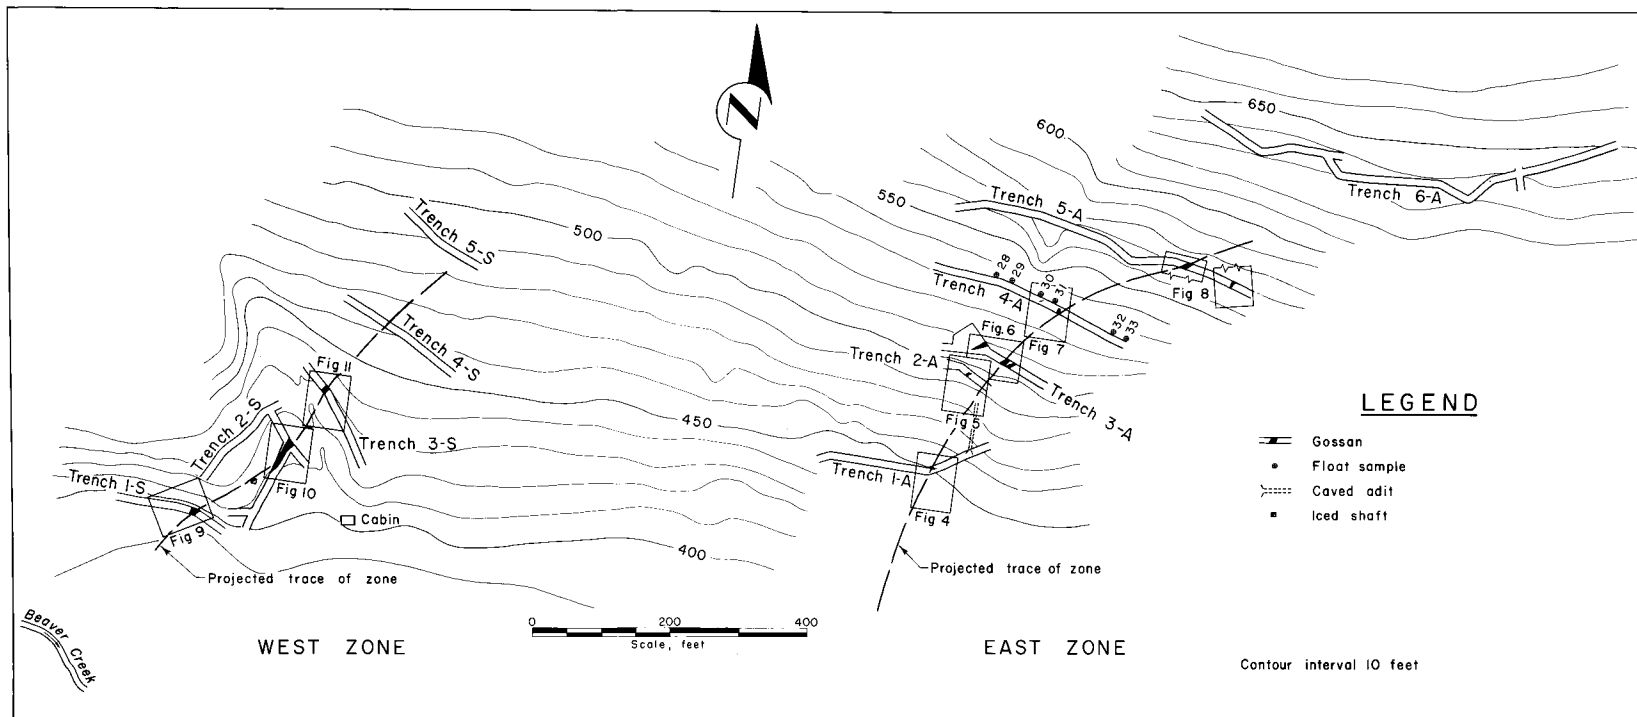 N
650
600
550
500
450
400
Trench 6-A
Trench 5-A
Trench 4-A
28
29
30
31
32
33
Fig 8
Fig. 6
Fig 7
Trench 2-A
Trench 3-A
Fig 5
Trench 1-A
Fig 4
Projected trace of zone
Trench 5-S
Trench 4-S
Fig 11
Trench 2-S
Trench 3-S
Trench 1-S
Fig 10
Fig 9
Cabin
Projected trace of zone
Beaver Creek
WEST ZONE
0 200 400
Scale, feet
EAST ZONE
LEGEND
Gossan
Float sample
Caved adit
Iced shaft
Contour interval 10 feet